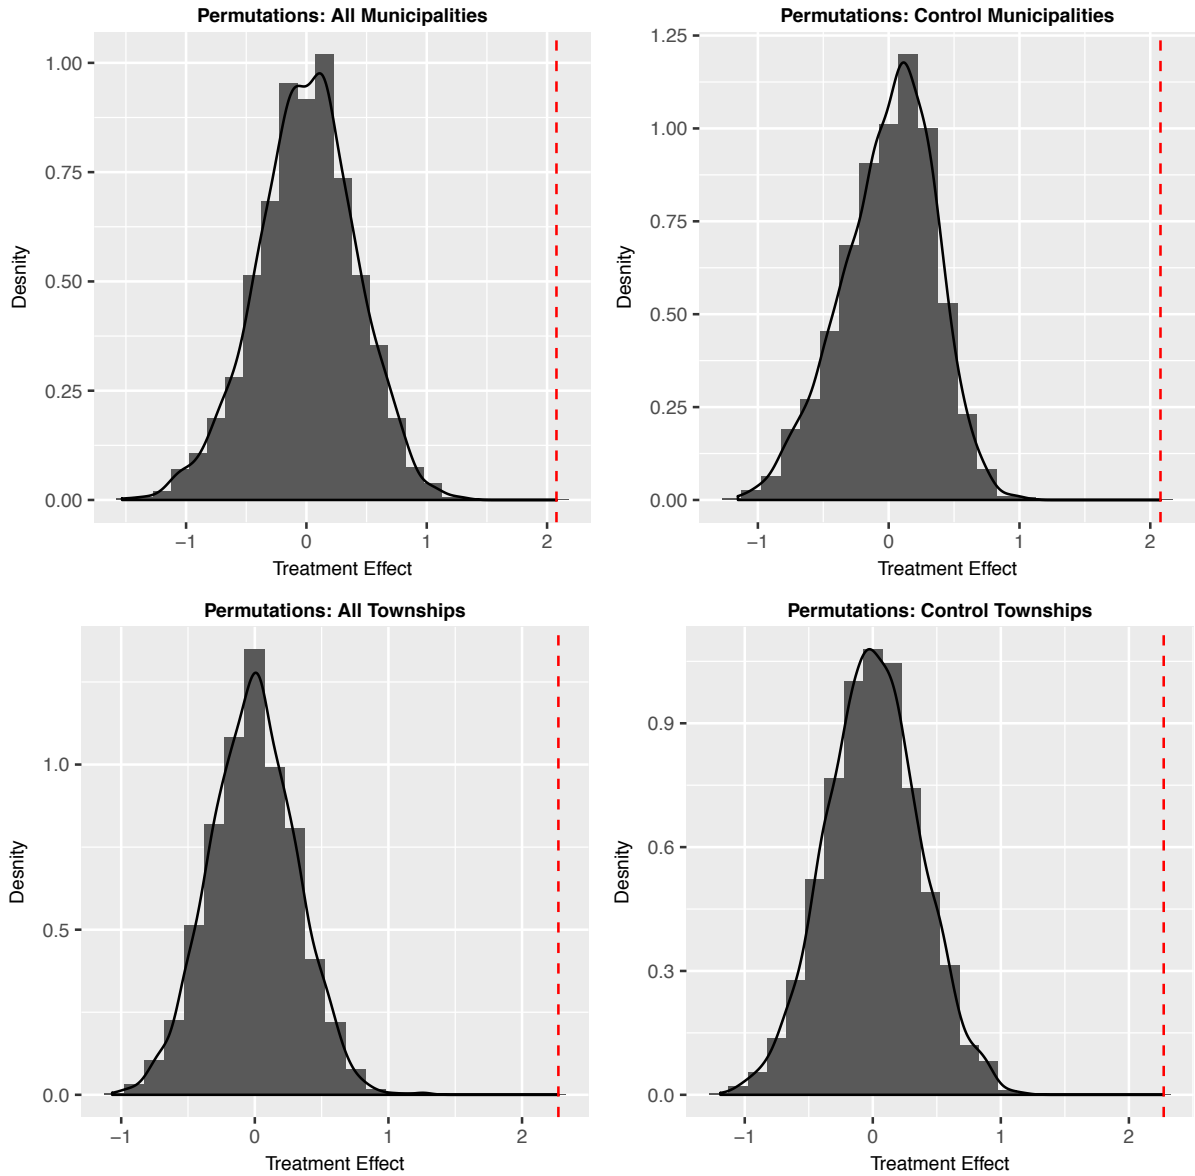 Permutations: All Municipalities
Desnity
1.00
0.75
0.50
0.25
0.00
−1 0 1 2
Treatment Effect
Permutations: Control Municipalities
Desnity
1.25
1.00
0.75
0.50
0.25
0.00
−1 0 1 2
Treatment Effect
Permutations: All Townships
Desnity
1.0
0.5
0.0
−1 0 1 2
Treatment Effect
Permutations: Control Townships
Desnity
0.9
0.6
0.3
0.0
−1 0 1 2
Treatment Effect